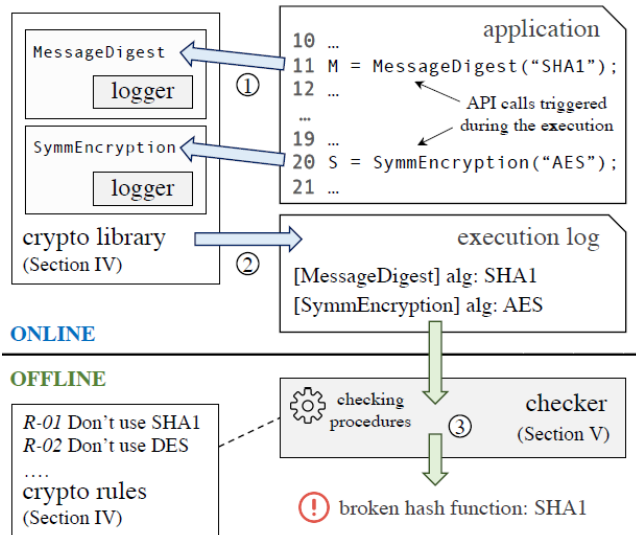 MessageDigest
logger
SymmEncryption
logger
crypto library
(Section IV)
①
②
application
10 …
11 M = MessageDigest(“SHA1”);
12 …
…
19 …
20 S = SymmEncryption(“AES”);
21 …
API calls triggered
during the execution
execution log
[MessageDigest] alg: SHA1
[SymmEncryption] alg: AES
ONLINE
OFFLINE
R-01 Don’t use SHA1
R-02 Don’t use DES
....
crypto rules
(Section IV)
checking
procedures
③
checker
(Section V)
! broken hash function: SHA1